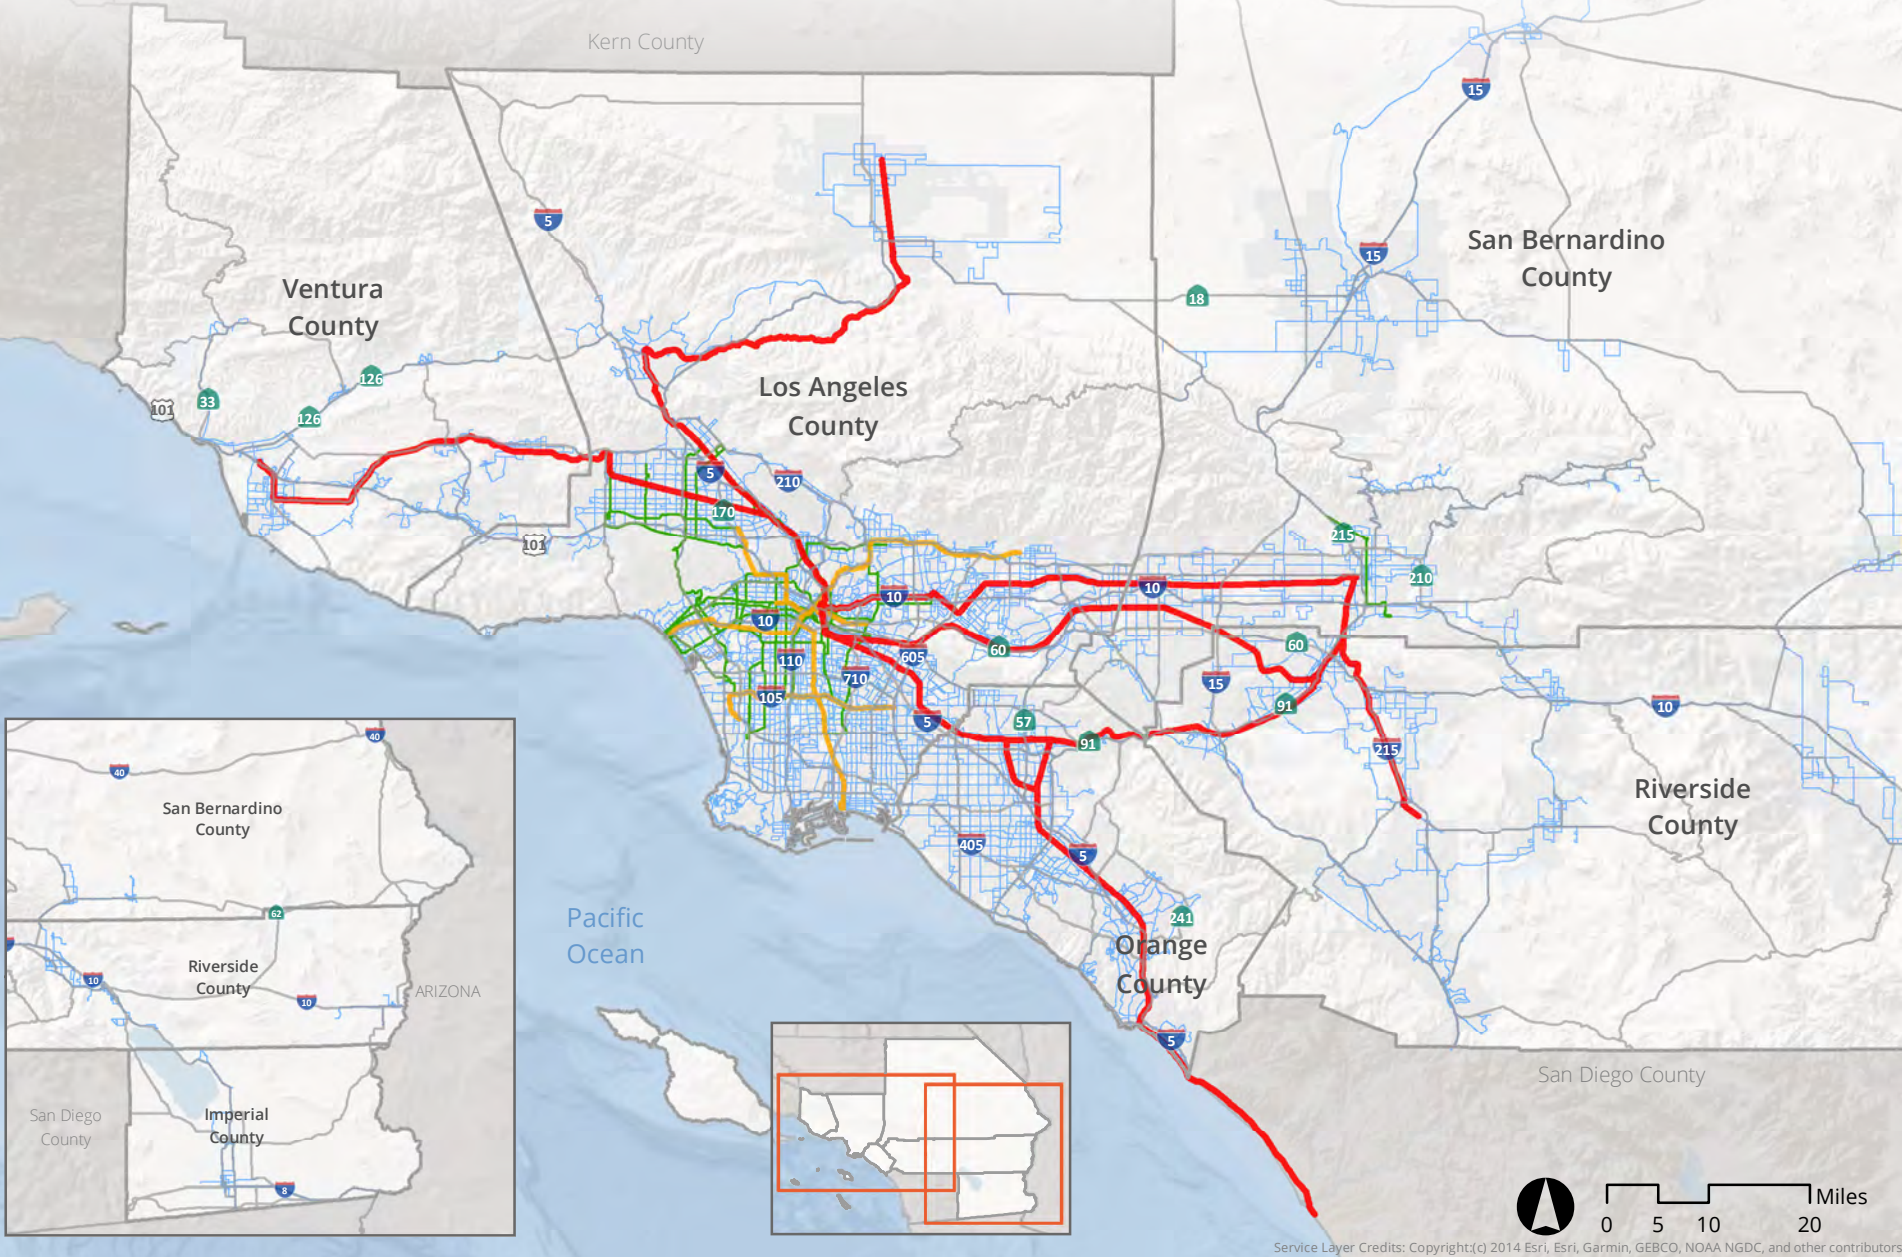 Kern County
15
5
San Bernardino
County
15
Ventura
County
18
126
33
101
126
Los Angeles
County
5
210
170
101
215
210
10
10
10
60
60
110
605
710
105
15
91
10
5
57
91
215
Riverside
County
405
5
241
Orange
County
5
Pacific
Ocean
San Diego County
40
40
San Bernardino
County
62
Riverside
County
10
10
ARIZONA
San Diego
County
Imperial
County
8
Miles
0 5 10 20
Service Layer Credits: Copyright:(c) 2014 Esri, Esri, Garmin, GEBCO, NOAA NGDC, and other contributors